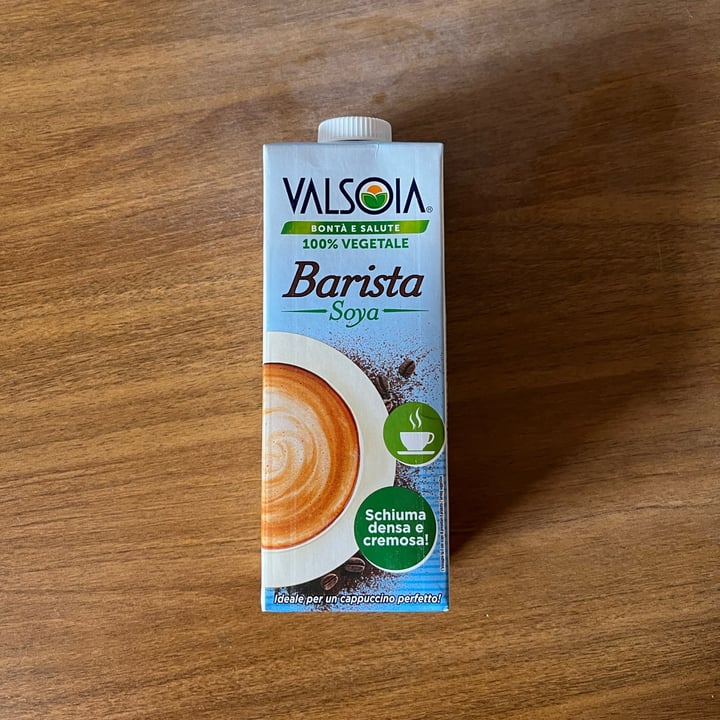 VALSOIA®
BONTÀ E SALUTE
100% VEGETALE
Barista
Soya
Schiuma
densa e
cremosa!
Ideale per un cappuccino perfetto!